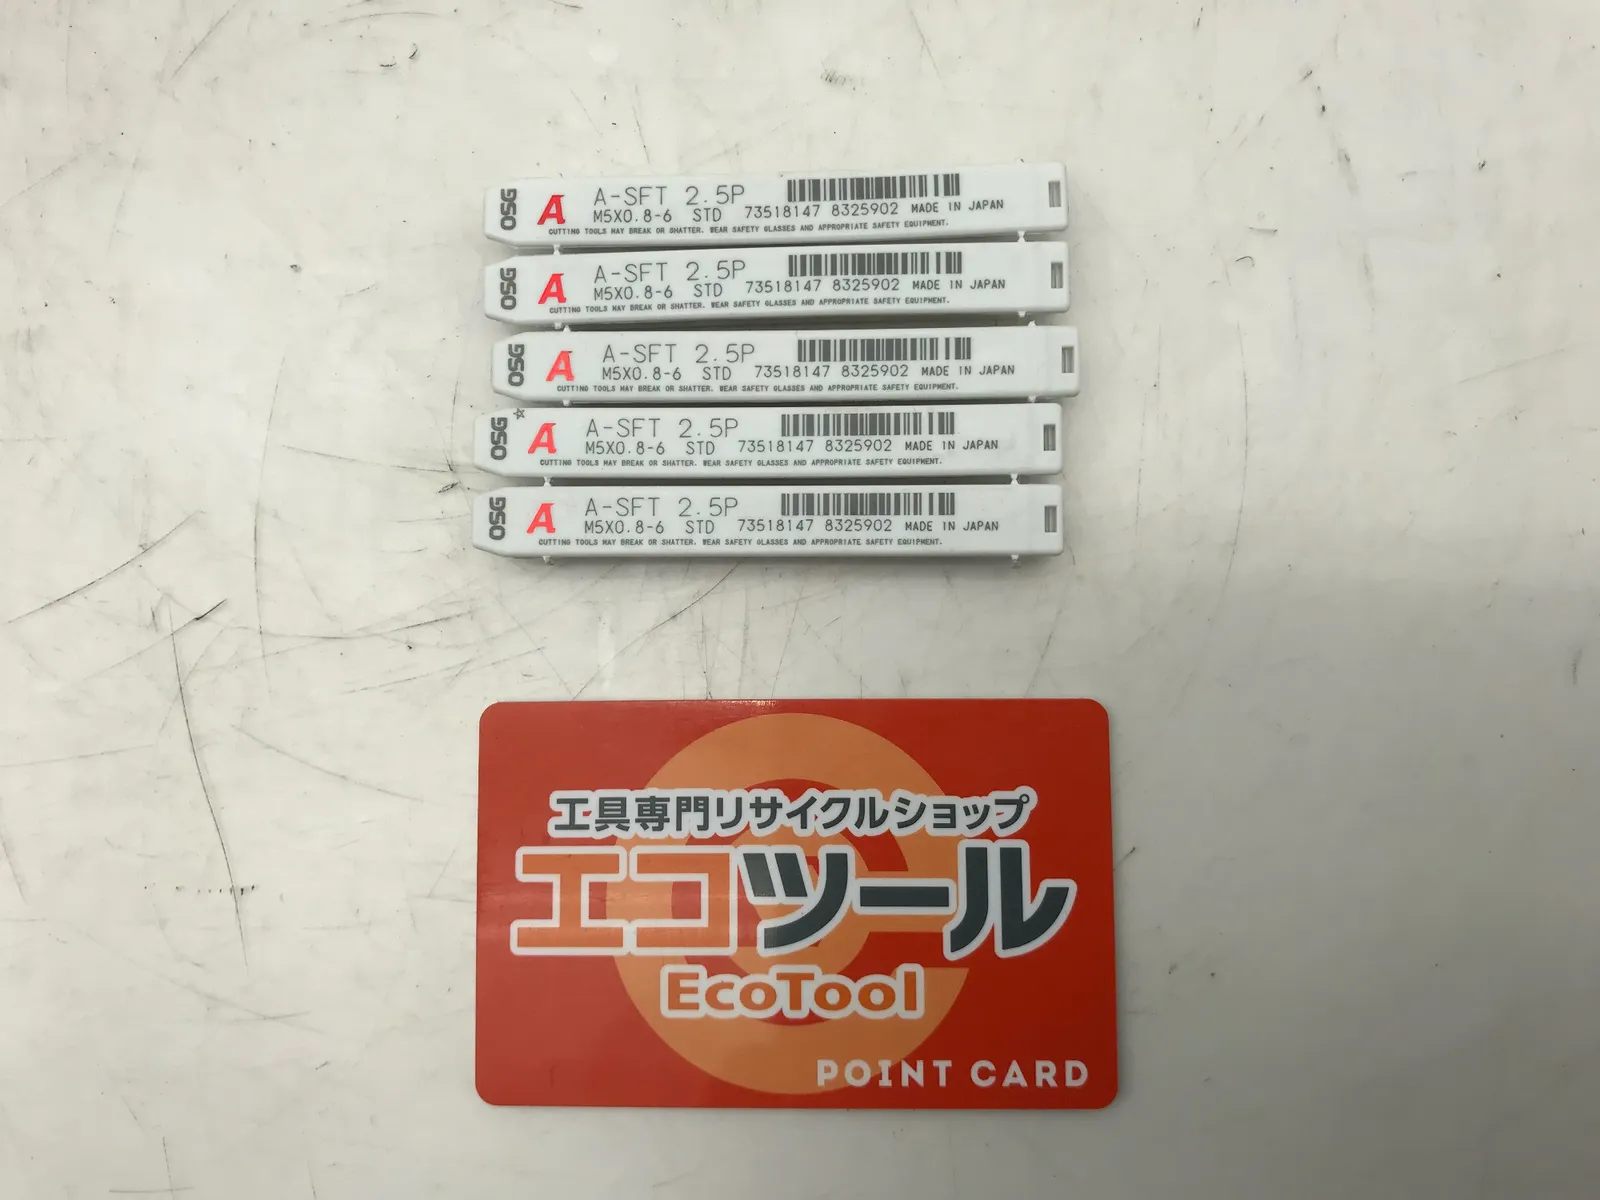 OSG A A-SFT 2.5P
M5X0.8-6 STD 73518147 8325902 MADE IN JAPAN
CUTTING TOOLS MAY BREAK OR SHATTER. WEAR SAFETY GLASSES AND APPROPRIATE SAFETY EQUIPMENT.
OSG A A-SFT 2.5P
M5X0.8-6 STD 73518147 8325902 MADE IN JAPAN
CUTTING TOOLS MAY BREAK OR SHATTER. WEAR SAFETY GLASSES AND APPROPRIATE SAFETY EQUIPMENT.
OSG A A-SFT 2.5P
M5X0.8-6 STD 73518147 8325902 MADE IN JAPAN
CUTTING TOOLS MAY BREAK OR SHATTER. WEAR SAFETY GLASSES AND APPROPRIATE SAFETY EQUIPMENT.
OSG☆ A A-SFT 2.5P
M5X0.8-6 STD 73518147 8325902 MADE IN JAPAN
CUTTING TOOLS MAY BREAK OR SHATTER. WEAR SAFETY GLASSES AND APPROPRIATE SAFETY EQUIPMENT.
OSG A A-SFT 2.5P
M5X0.8-6 STD 73518147 8325902 MADE IN JAPAN
CUTTING TOOLS MAY BREAK OR SHATTER. WEAR SAFETY GLASSES AND APPROPRIATE SAFETY EQUIPMENT.
工具専門リサイクルショップ
エコツール
EcoTool
POINT CARD